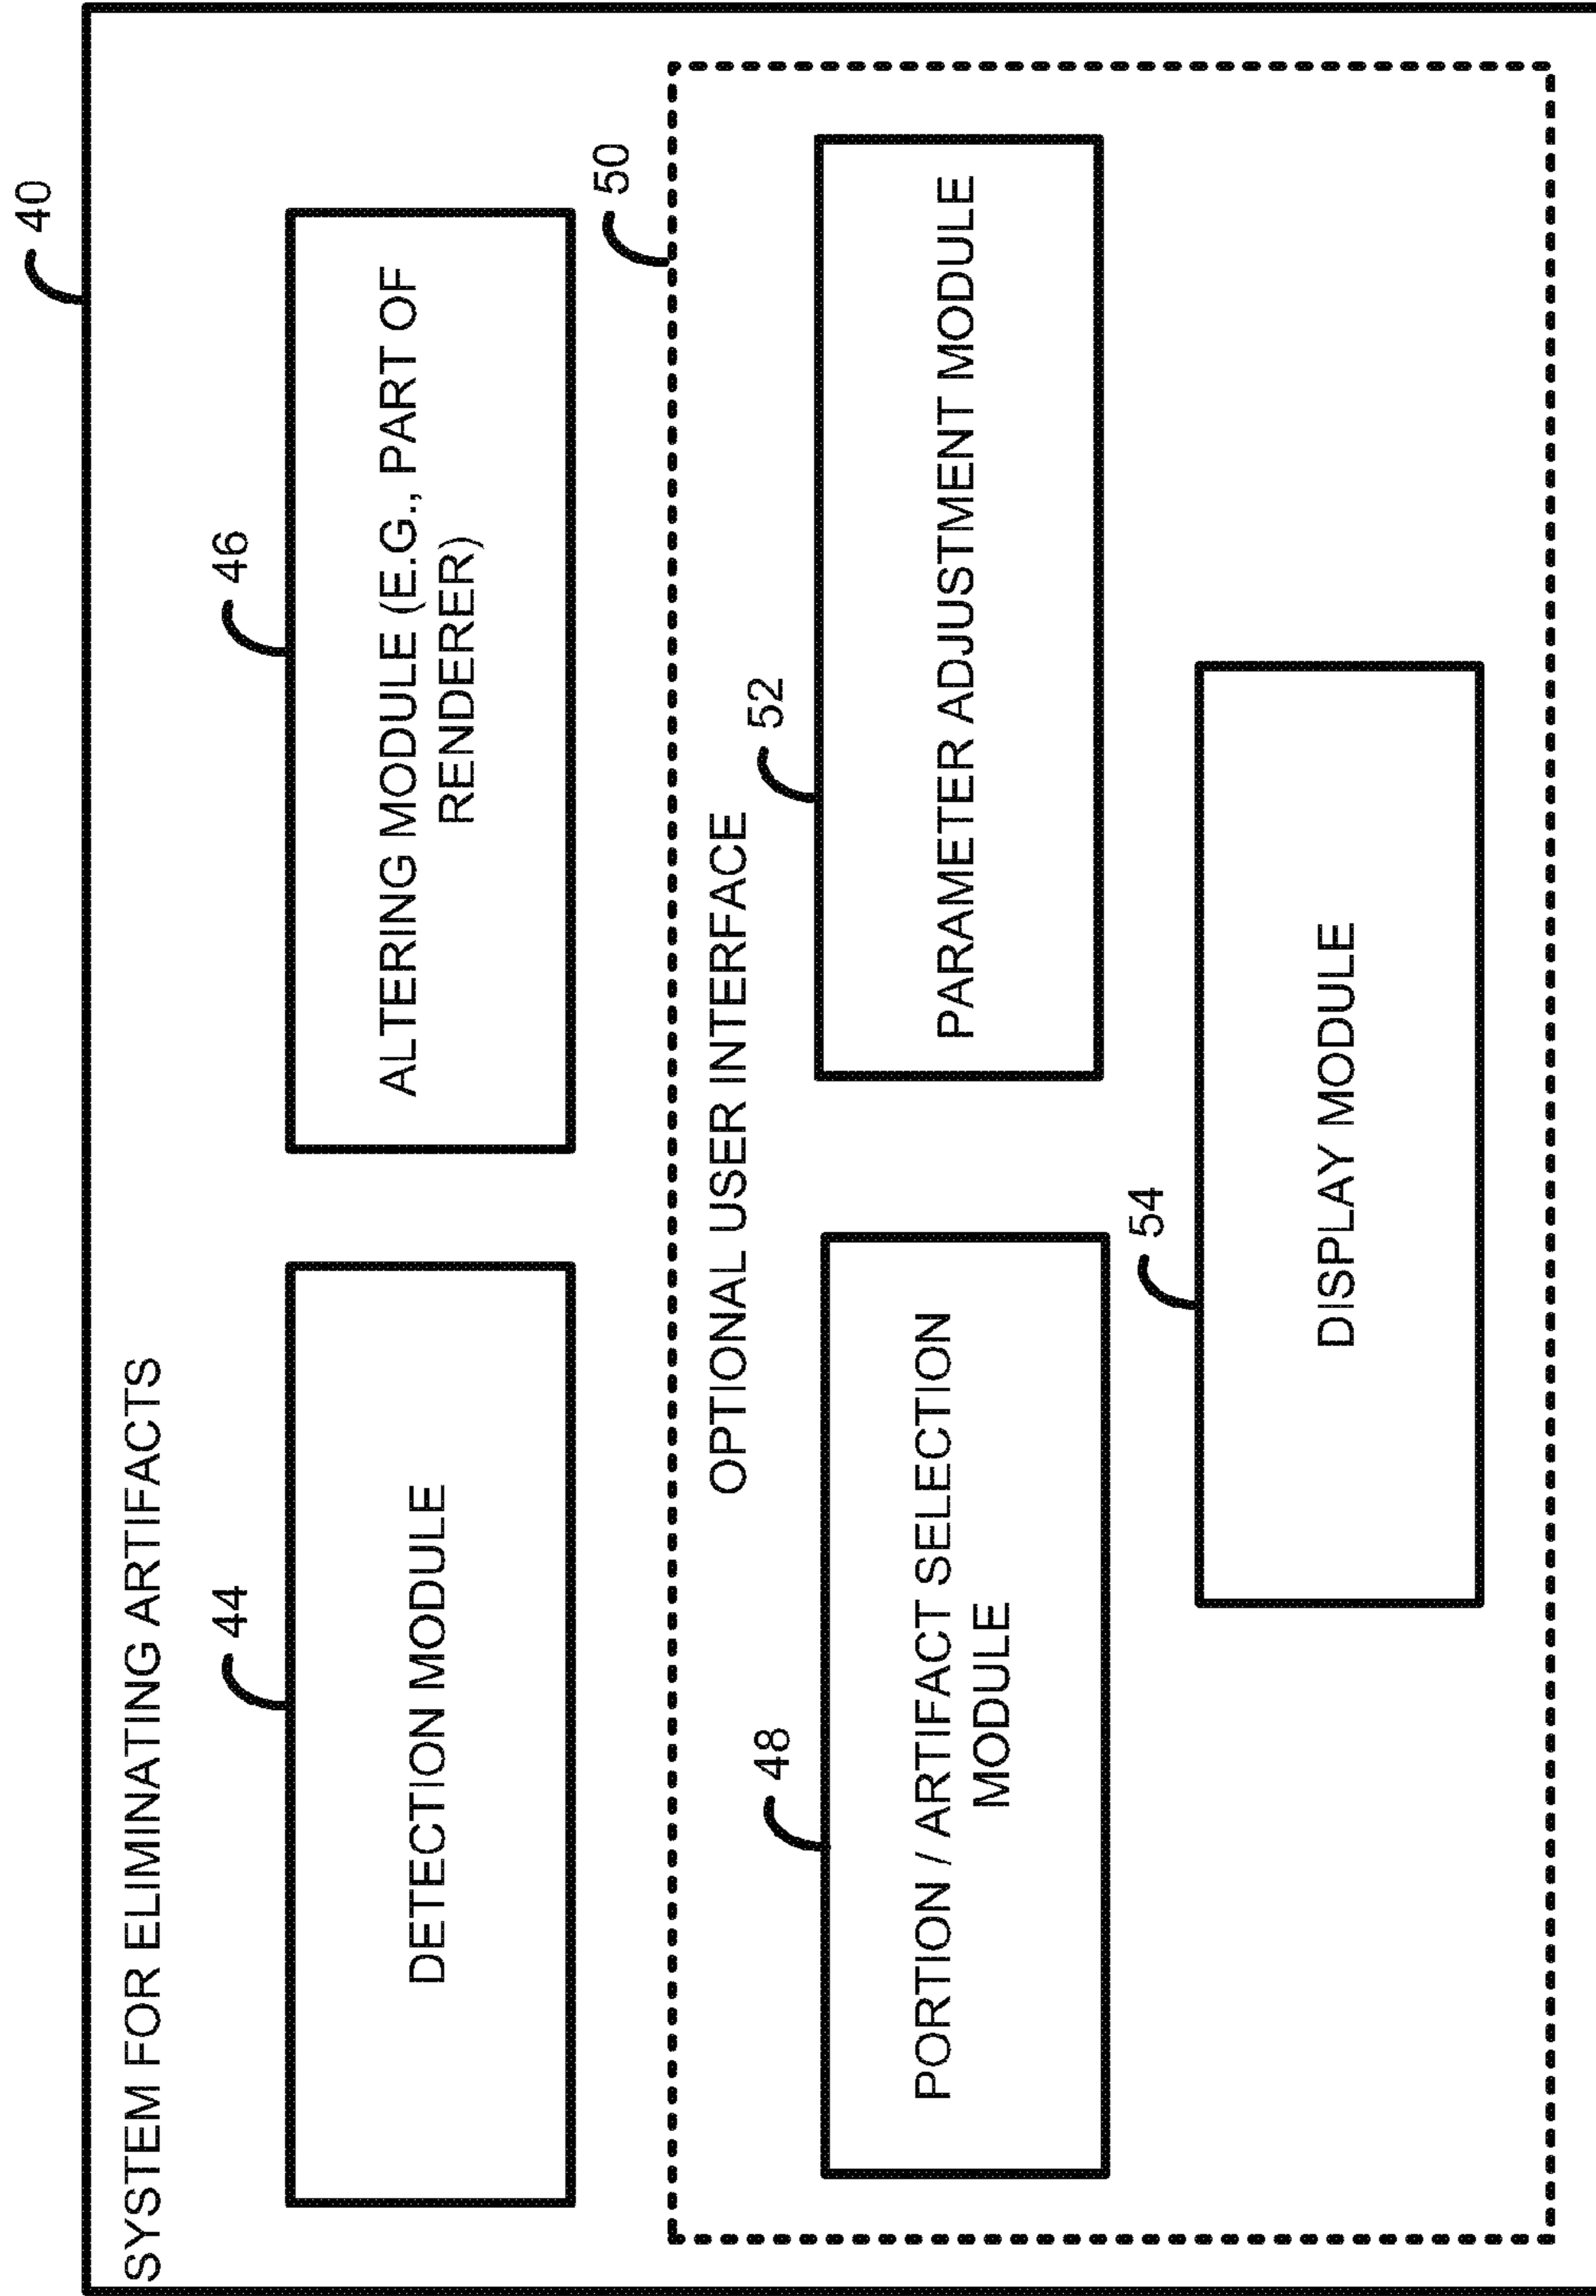 40
SYSTEM FOR ELIMINATING ARTIFACTS
44
DETECTION MODULE
46
ALTERING MODULE (E.G., PART OF
RENDERER)
50
OPTIONAL USER INTERFACE
48
PORTION / ARTIFACT SELECTION
MODULE
52
PARAMETER ADJUSTMENT MODULE
54
DISPLAY MODULE